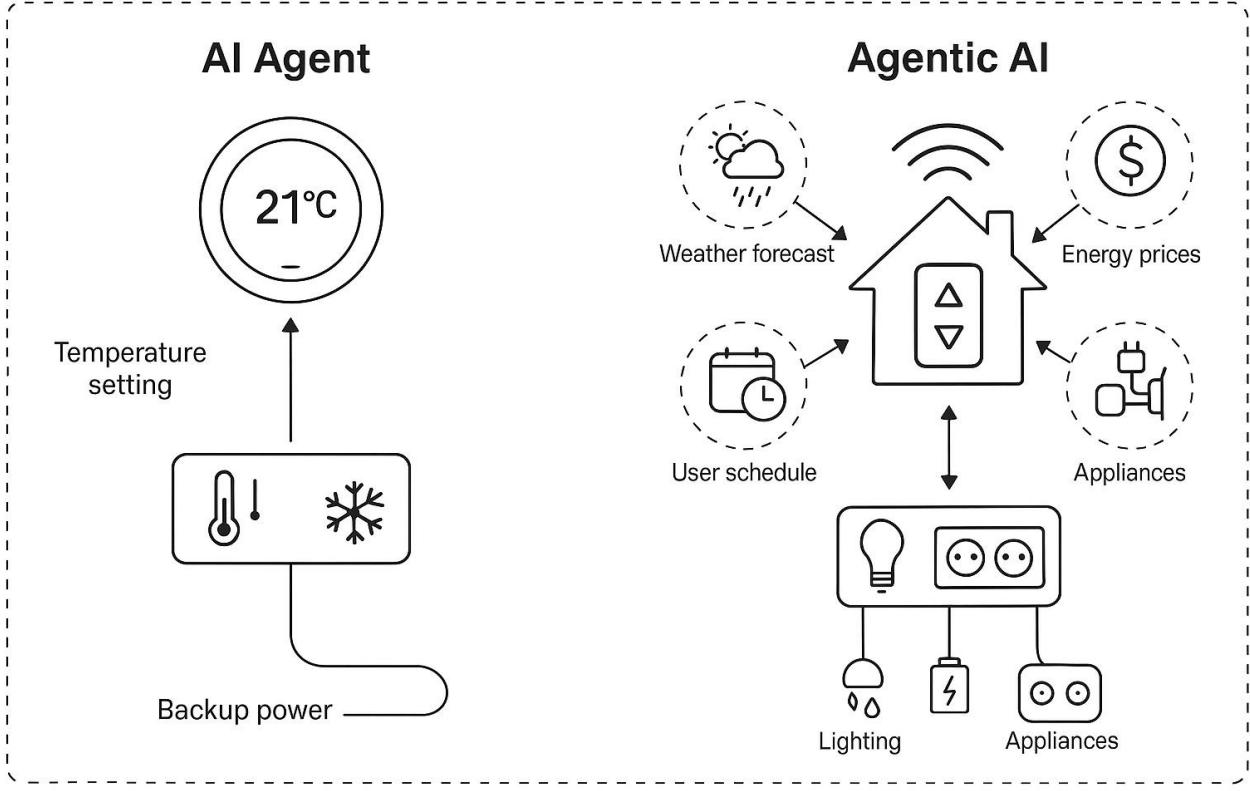 AI Agent
21°C
Temperature
setting
Backup power
Agentic AI
$
Weather forecast
Energy prices
User schedule
Appliances
Lighting
Appliances